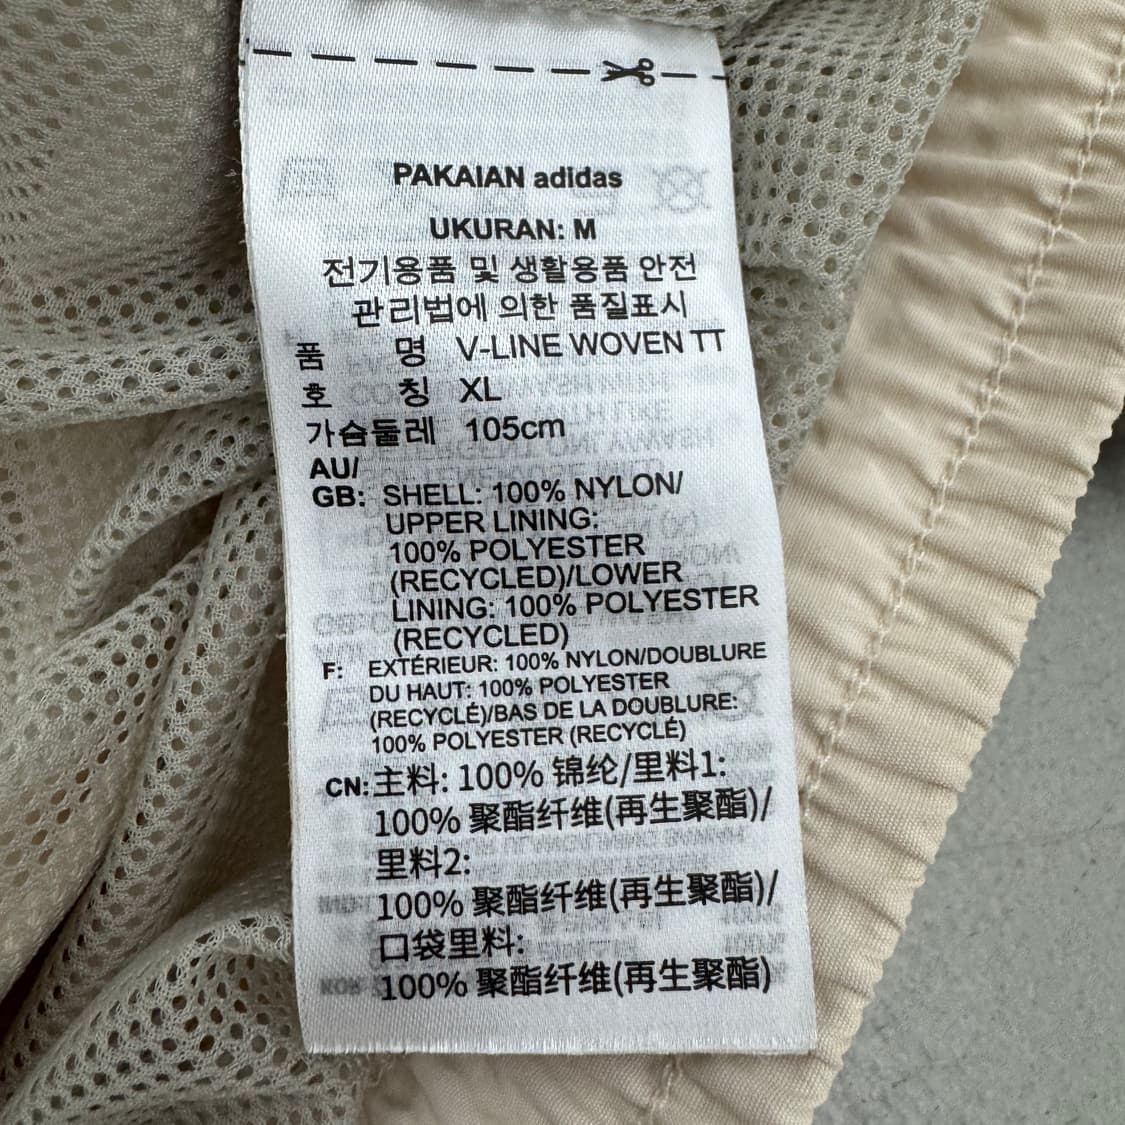 PAKAIAN adidas
UKURAN: M
전기용품 및 생활용품 안전
관리법에 의한 품질표시
품 명 V-LINE WOVEN TT
호 칭 XL
가슴둘레 105cm
AU/
GB: SHELL: 100% NYLON/
UPPER LINING:
100% POLYESTER
(RECYCLED)/LOWER
LINING: 100% POLYESTER
(RECYCLED)
F: EXTÉRIEUR: 100% NYLON/DOUBLURE
DU HAUT: 100% POLYESTER
(RECYCLÉ)/BAS DE LA DOUBLURE:
100% POLYESTER (RECYCLÉ)
CN: 主料: 100% 锦纶/里料1:
100% 聚酯纤维(再生聚酯)/
里料2:
100% 聚酯纤维(再生聚酯)/
口袋里料:
100% 聚酯纤维(再生聚酯)